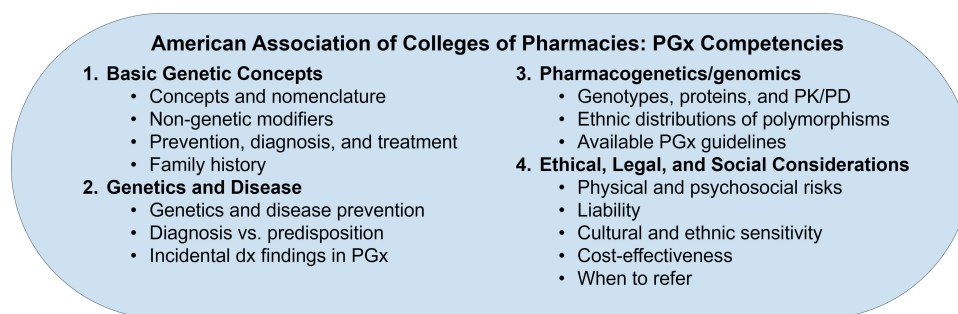 American Association of Colleges of Pharmacies: PGx Competencies
1. Basic Genetic Concepts
• Concepts and nomenclature
• Non-genetic modifiers
• Prevention, diagnosis, and treatment
• Family history
2. Genetics and Disease
• Genetics and disease prevention
• Diagnosis vs. predisposition
• Incidental dx findings in PGx
3. Pharmacogenetics/genomics
• Genotypes, proteins, and PK/PD
• Ethnic distributions of polymorphisms
• Available PGx guidelines
4. Ethical, Legal, and Social Considerations
• Physical and psychosocial risks
• Liability
• Cultural and ethnic sensitivity
• Cost-effectiveness
• When to refer